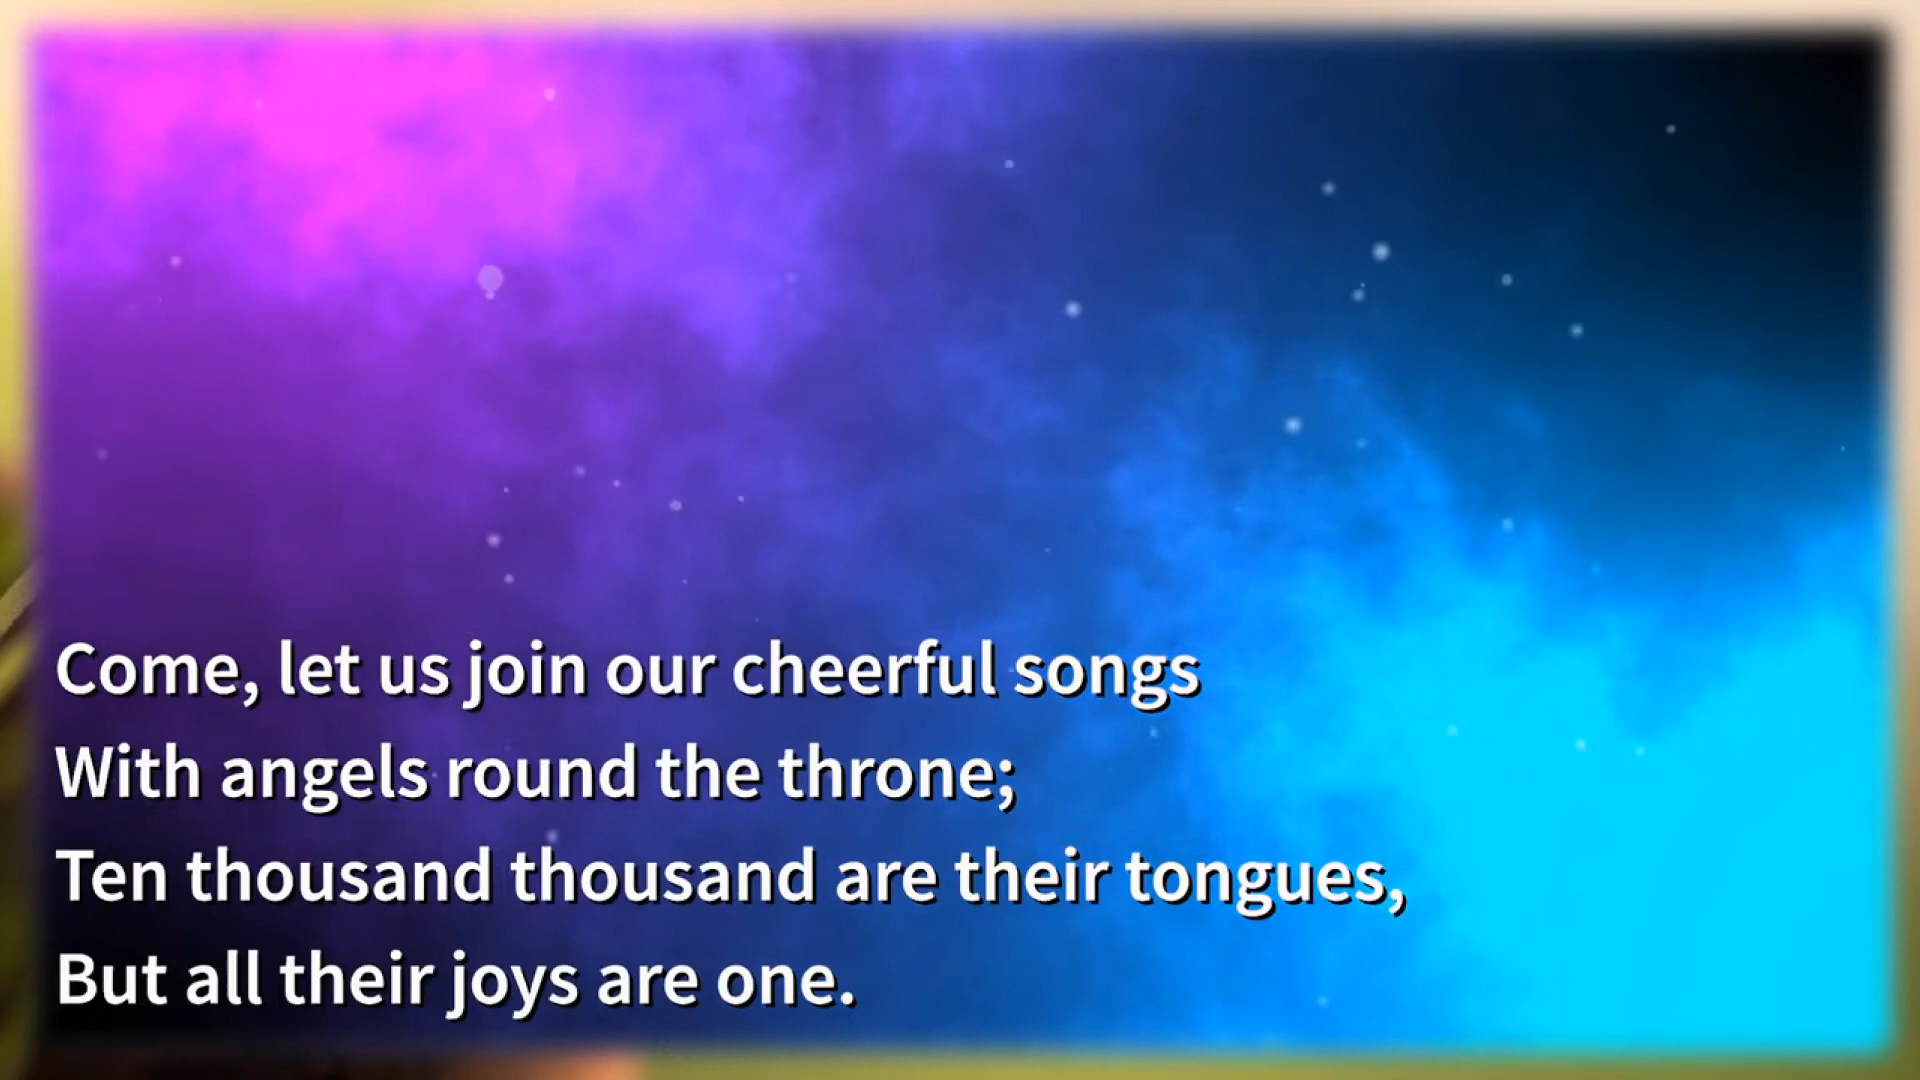 Come, let us join our cheerful songs
With angels round the throne;
Ten thousand thousand are their tongues,
But all their joys are one.